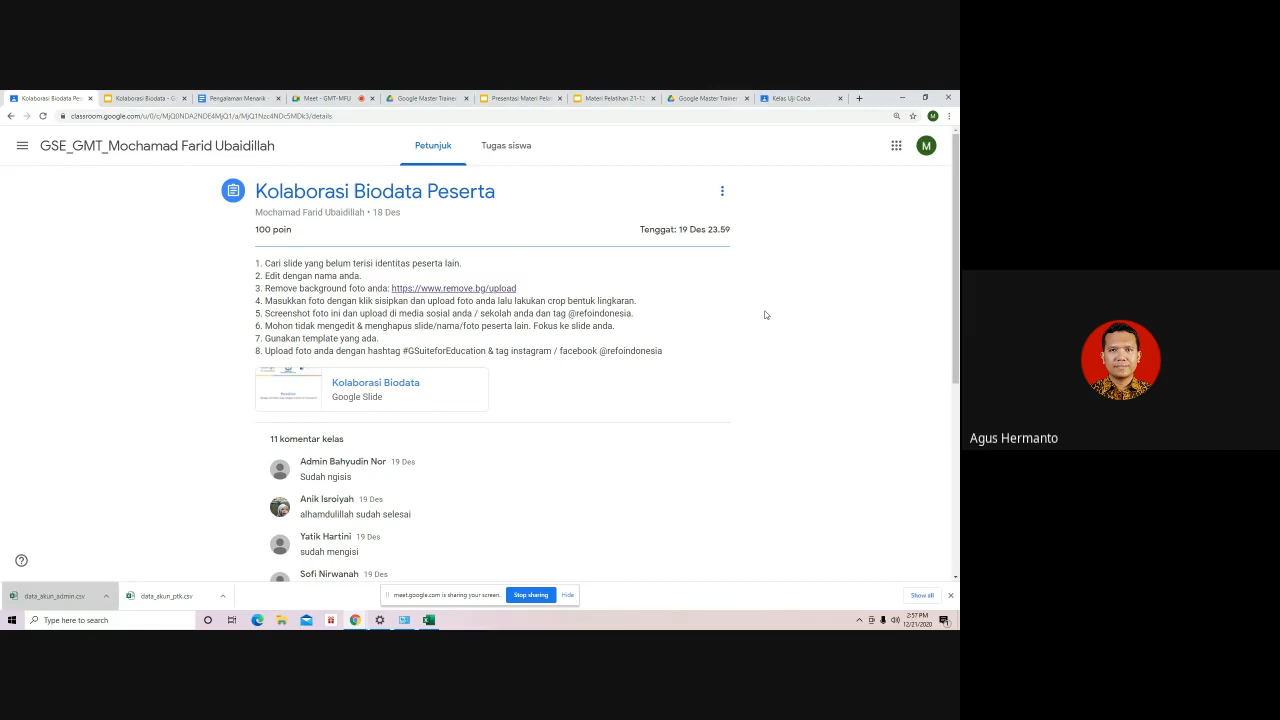 Kolaborasi Biodata Pes
Kolaborasi Biodata - G
Pengalaman Menarik
Meet - GMT-MFU
Google Master Trainer
Presentasi Materi Pela
Materi Pelatihan 21-12
Google Master Trainer
Kelas Uji Coba
GSE_GMT_Mochamad Farid Ubaidillah
Petunjuk
Tugas siswa
M
Kolaborasi Biodata Peserta
Mochamad Farid Ubaidillah • 18 Des
100 poin
Tenggat: 19 Des 23.59
1. Cari slide yang belum terisi identitas peserta lain.
2. Edit dengan nama anda.
3. Remove background foto anda: https://www.remove.bg/upload
4. Masukkan foto dengan klik sisipkan dan upload foto anda lalu lakukan crop bentuk lingkaran.
5. Screenshot foto ini dan upload di media sosial anda / sekolah anda dan tag @refoindonesia.
6. Mohon tidak mengedit & menghapus slide/nama/foto peserta lain. Fokus ke slide anda.
7. Gunakan template yang ada.
8. Upload foto anda dengan hashtag #GSuiteforEducation & tag instagram / facebook @refoindonesia
Kolaborasi Biodata
Google Slide
11 komentar kelas
Admin Bahyudin Nor 19 Des
Sudah ngisis
Anik Isroiyah 19 Des
alhamdulillah sudah selesai
Yatik Hartini 19 Des
sudah mengisi
Sofi Nirwanah 19 Des
Agus Hermanto
data_akun_admin.csv
data_akun_ptk.csv
meet.google.com is sharing your screen.
Stop sharing
Hide
Show all
Type here to search
2:57 PM
12/21/2020